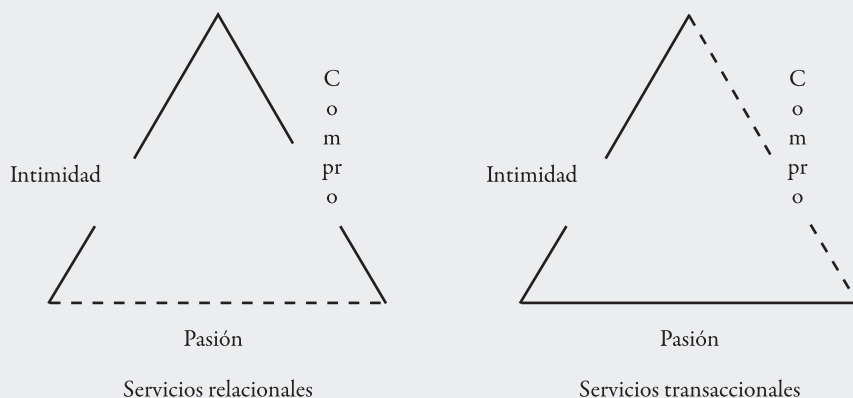 C
o
m
pr
o
Intimidad
Pasión
Servicios relacionales
C
o
m
pr
o
Intimidad
Pasión
Servicios transaccionales